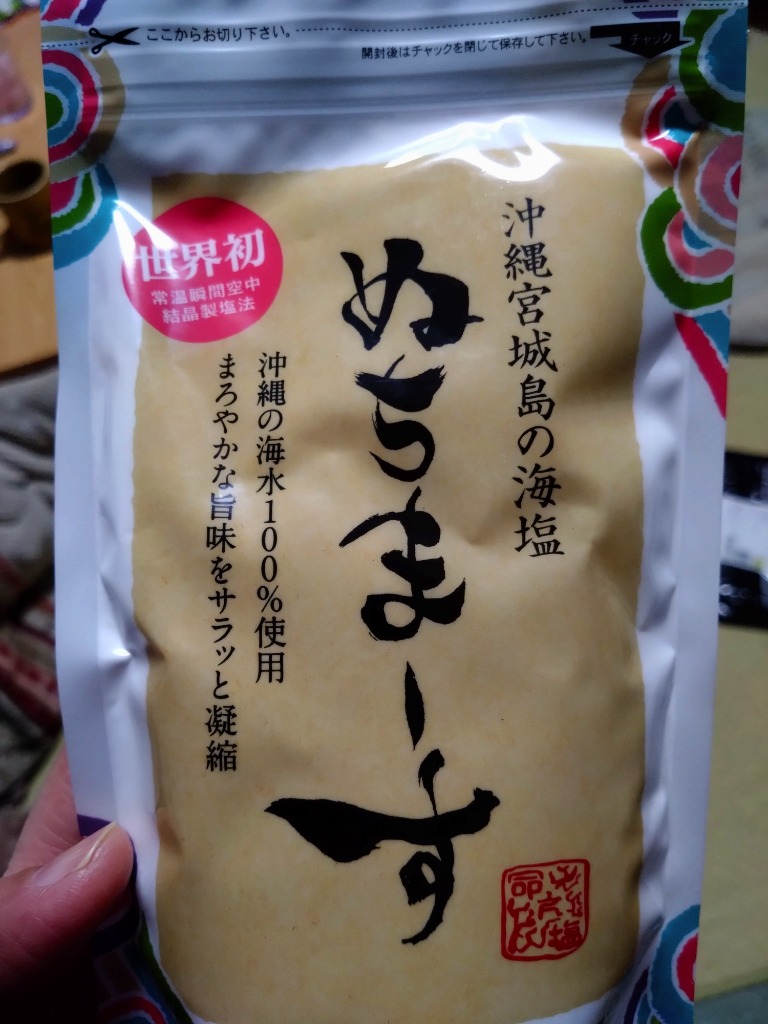 ここからお切り下さい。
開封後はチャックを閉じて保存して下さい。
チャック
世界初
常温瞬間空中
結晶製塩法
沖縄宮城島の海塩
ぬちまーす
沖縄の海水100%使用
まろやかな旨味をサラッと凝縮